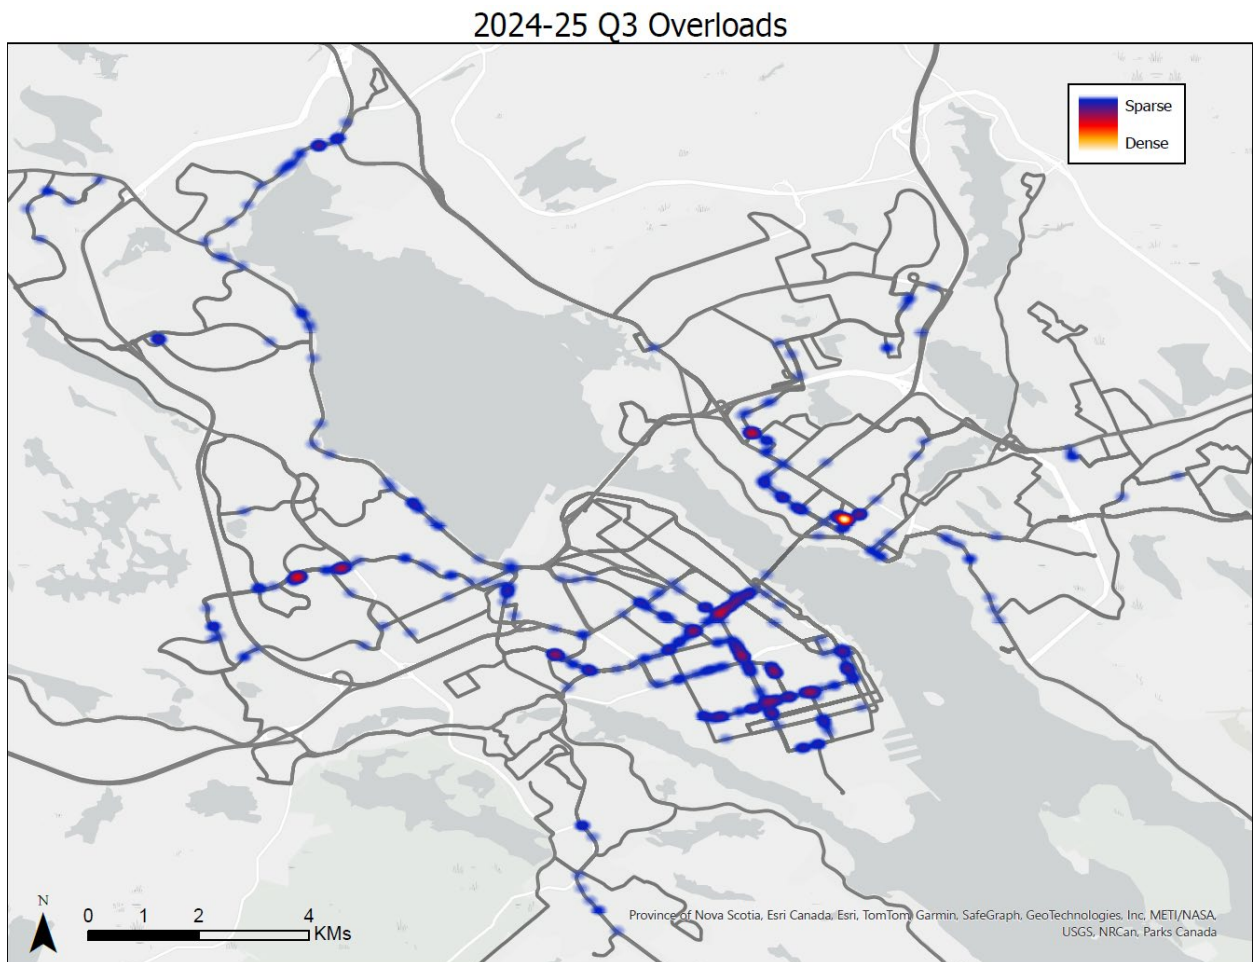 2024-25 Q3 Overloads
Sparse
Dense
N
0 1 2 4
KMs
Province of Nova Scotia, Esri Canada, Esri, TomTom, Garmin, SafeGraph, GeoTechnologies, Inc, METI/NASA,
USGS, NRCan, Parks Canada